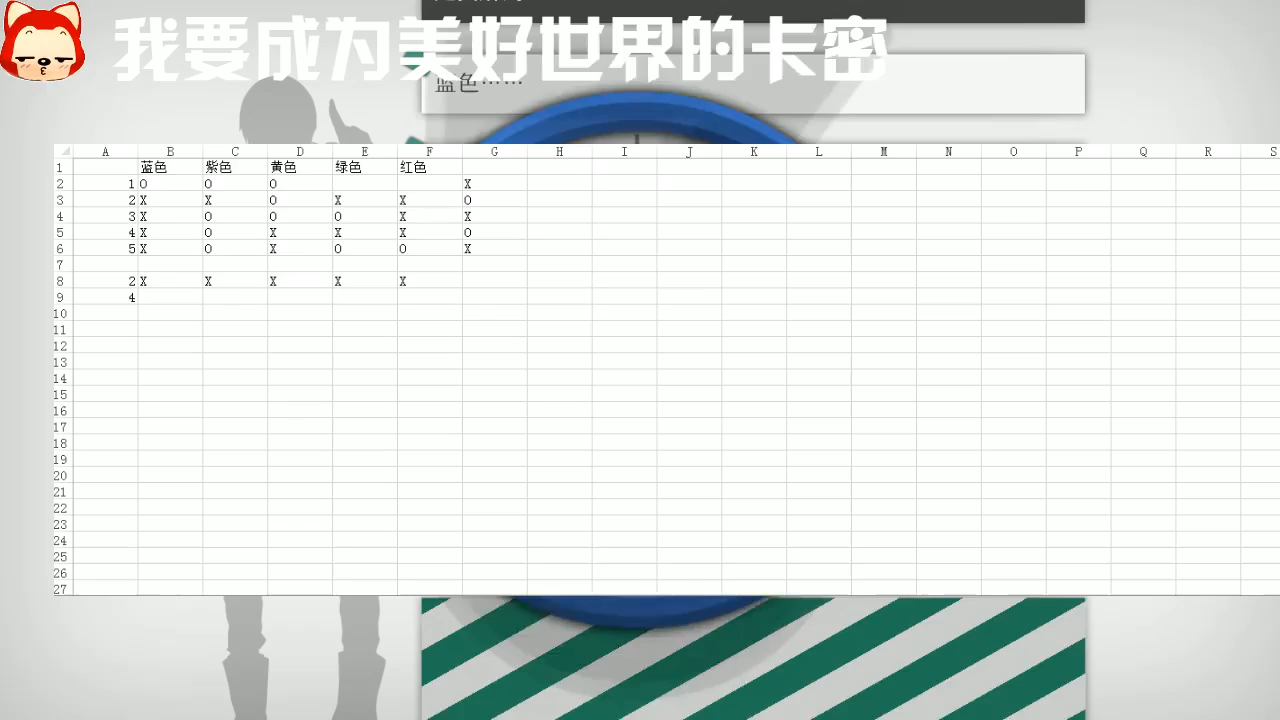 我要成为美好世界的卡密
蓝色……
A B C D E F G H I J K L M N O P Q R S
1 蓝色 紫色 黄色 绿色 红色
2 1 O O O X
3 2 X X O X X O
4 3 X O O O X X
5 4 X O X X X O
6 5 X O X O O X
7
8 2 X X X X X
9 4
10
11
12
13
14
15
16
17
18
19
20
21
22
23
24
25
26
27